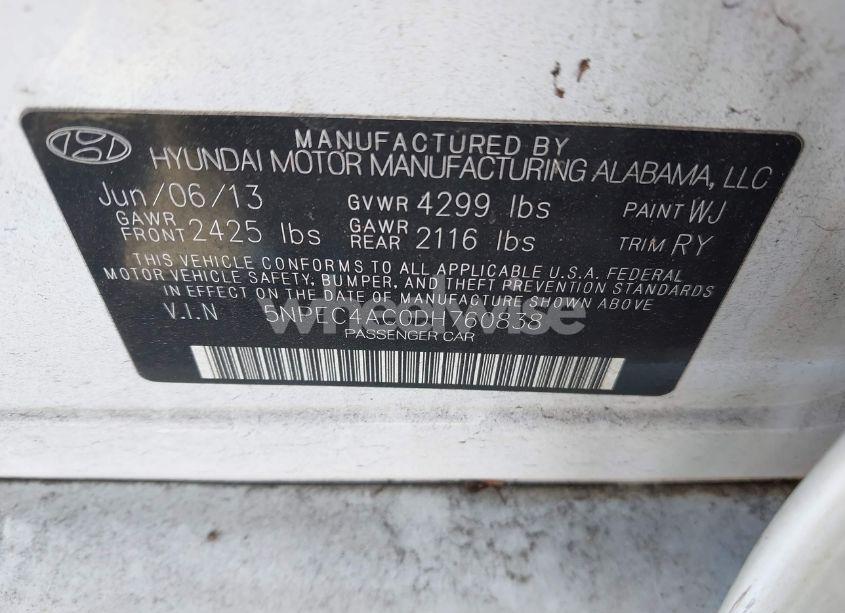 MANUFACTURED BY
HYUNDAI MOTOR MANUFACTURING ALABAMA, LLC
Jun/06/13 GVWR 4299 lbs PAINT WJ
GAWR FRONT 2425 lbs GAWR REAR 2116 lbs TRIM RY
THIS VEHICLE CONFORMS TO ALL APPLICABLE U.S.A. FEDERAL
MOTOR VEHICLE SAFETY, BUMPER, AND THEFT PREVENTION STANDARDS
IN EFFECT ON THE DATE OF MANUFACTURE SHOWN ABOVE
V.I.N 5NPEC4AC0DH760838
wheelwise
PASSENGER CAR